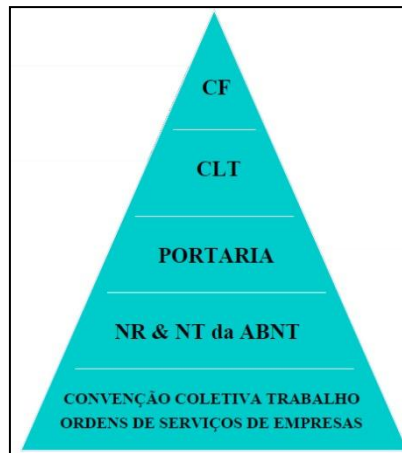 CF
CLT
PORTARIA
NR & NT da ABNT
CONVENÇÃO COLETIVA TRABALHO
ORDENS DE SERVIÇOS DE EMPRESAS